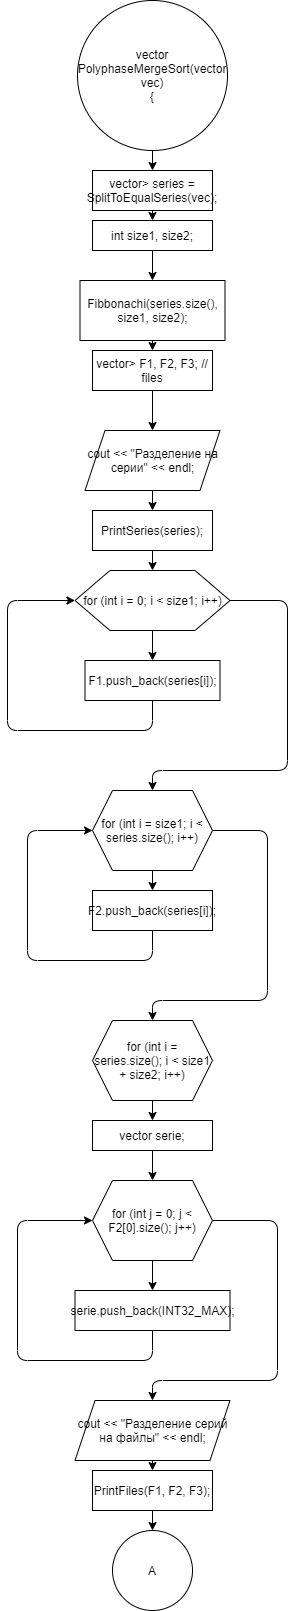 vector
PolyphaseMergeSort(vector
vec)
{
vector> series =
SplitToEqualSeries(vec);
int size1, size2;
Fibbonachi(series.size(),
size1, size2);
vector> F1, F2, F3; //
files
cout << "Разделение на
серии" << endl;
PrintSeries(series);
for (int i = 0; i < size1; i++)
F1.push_back(series[i]);
for (int i = size1; i <
series.size(); i++)
F2.push_back(series[i]);
for (int i =
series.size(); i < size1
+ size2; i++)
vector serie;
for (int j = 0; j <
F2[0].size(); j++)
serie.push_back(INT32_MAX);
cout << "Разделение серий
на файлы" << endl;
PrintFiles(F1, F2, F3);
A